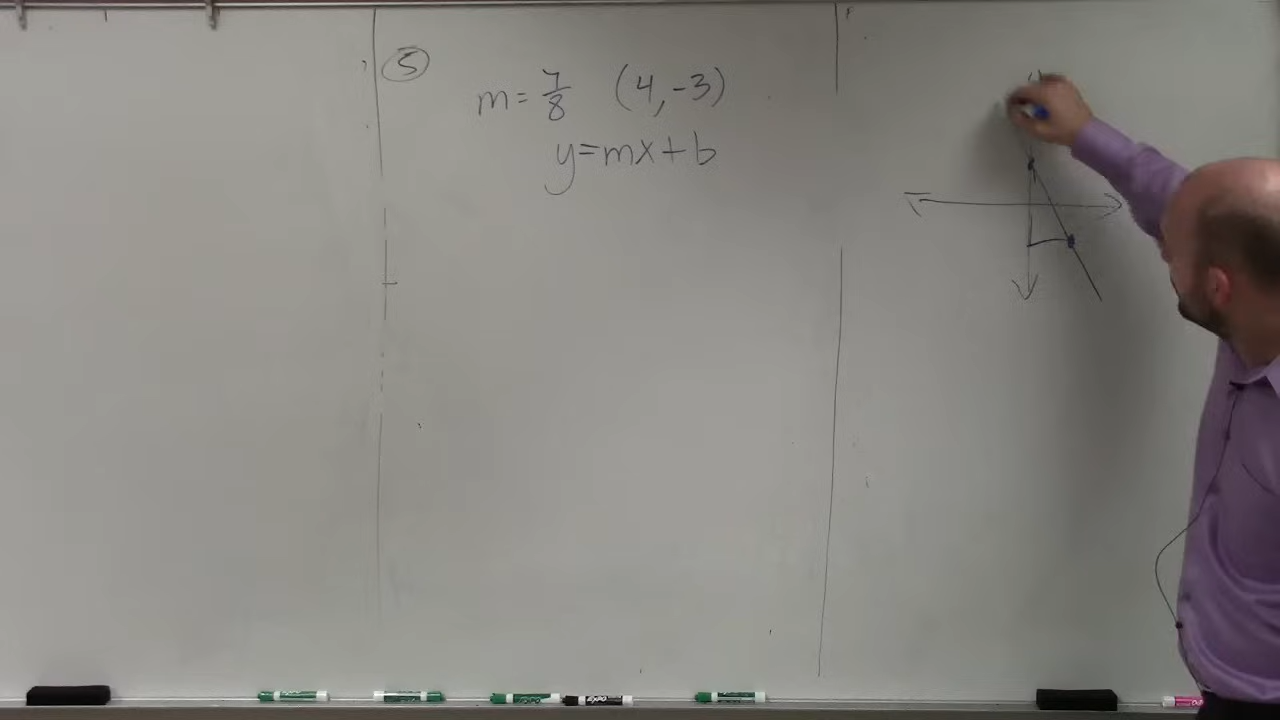 5
m = 7/8 (4, -3)
y = mx + b